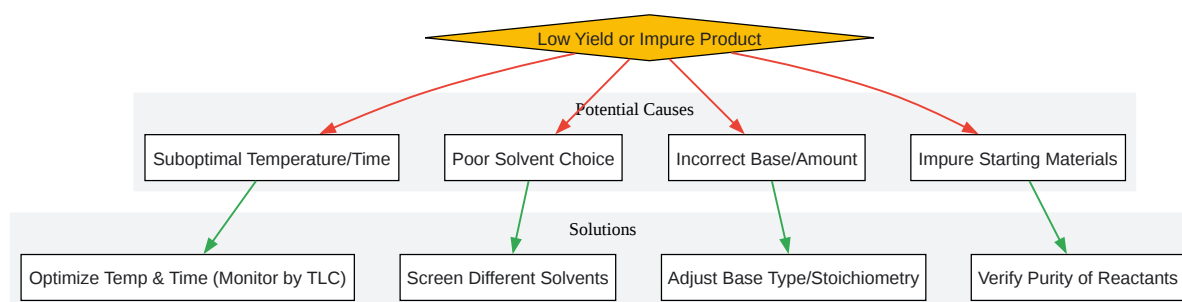 Low Yield or Impure Product
Potential Causes
Suboptimal Temperature/Time
Poor Solvent Choice
Incorrect Base/Amount
Impure Starting Materials
Solutions
Optimize Temp & Time (Monitor by TLC)
Screen Different Solvents
Adjust Base Type/Stoichiometry
Verify Purity of Reactants